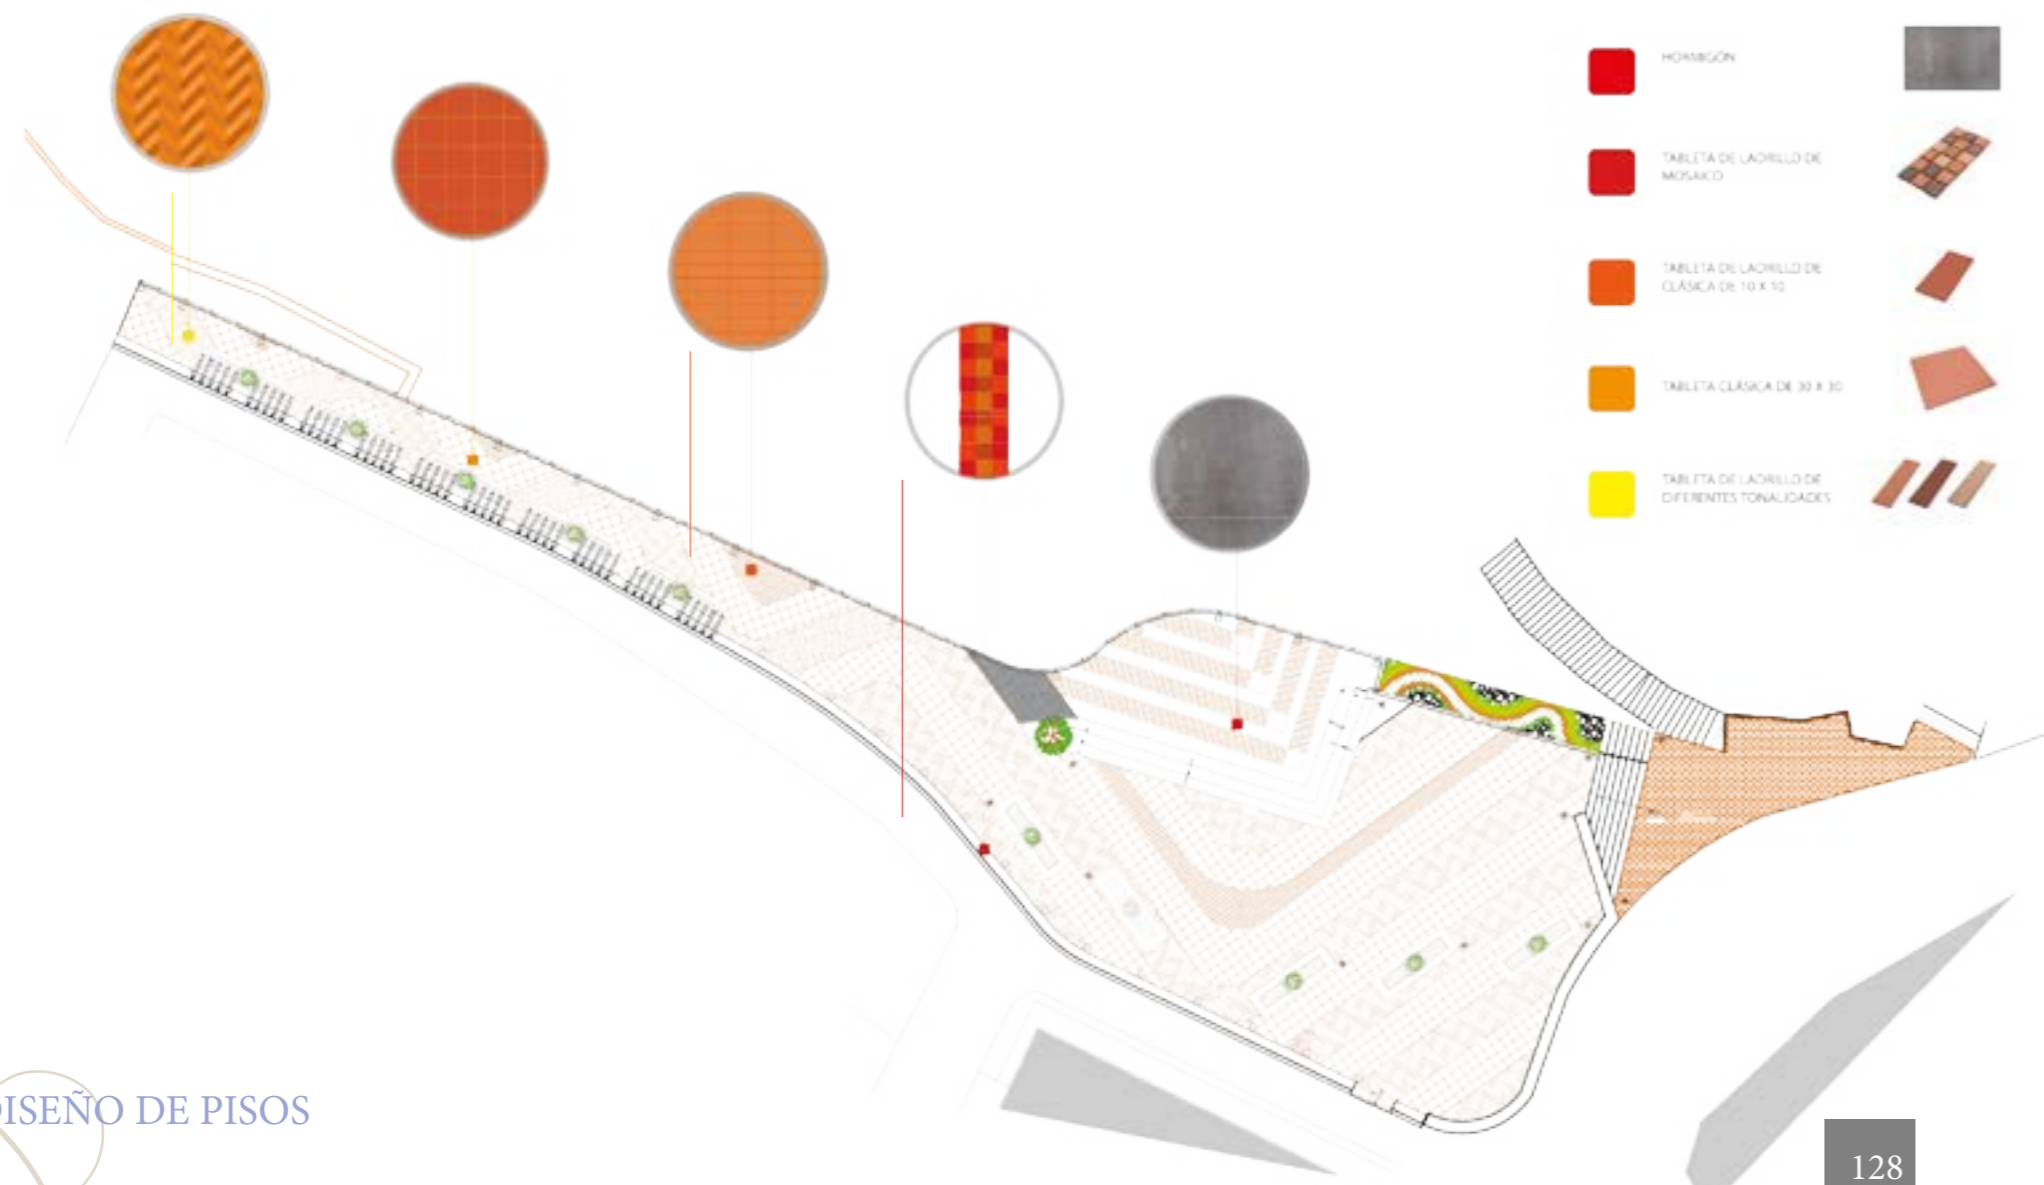 HORMIGÓN
TABLETA DE LADRILLO DE
MOSAICO
TABLETA DE LADRILLO DE
CLÁSICA DE 10 X 10
TABLETA CLÁSICA DE 30 X 30
TABLETA DE LADRILLO DE
DIFERENTES TONALIDADES
DISEÑO DE PISOS
128